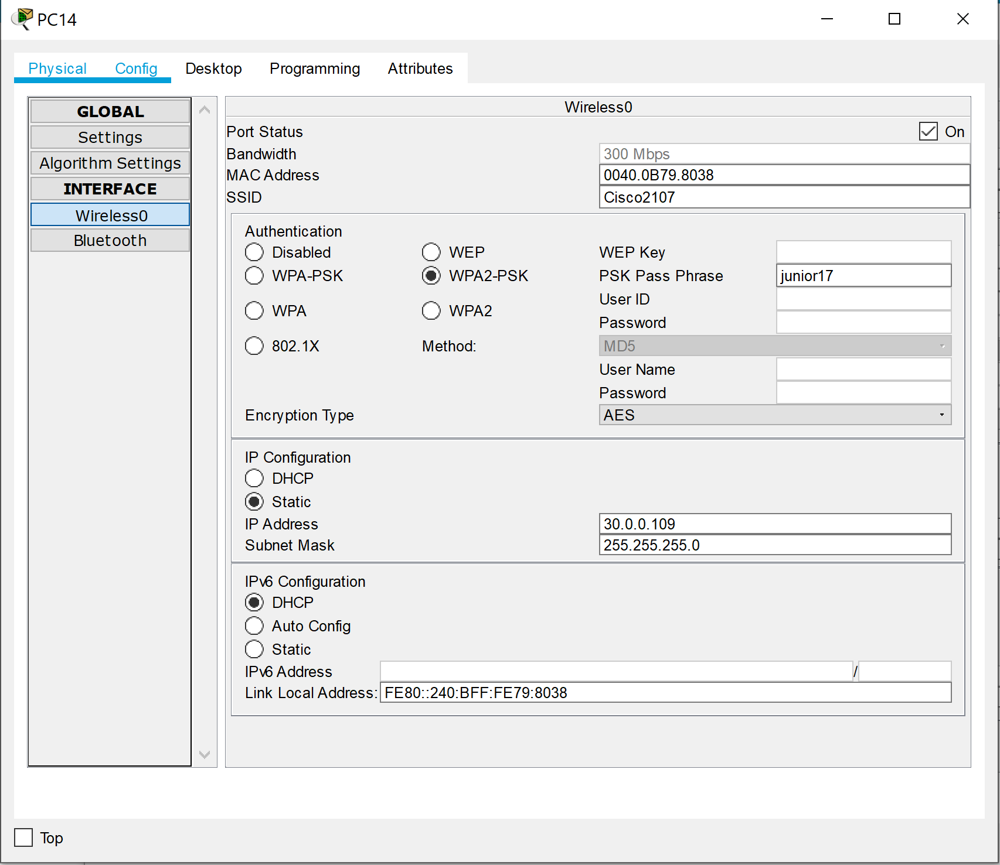 PC14
Physical Config Desktop Programming Attributes
GLOBAL
Settings
Algorithm Settings
INTERFACE
Wireless0
Bluetooth
Wireless0
Port Status On
Bandwidth 300 Mbps
MAC Address 0040.0B79.8038
SSID Cisco2107
Authentication
Disabled WEP WEP Key
WPA-PSK WPA2-PSK PSK Pass Phrase junior17
User ID
WPA WPA2
Password
802.1X Method: MD5
User Name
Password
Encryption Type AES
IP Configuration
DHCP
Static
IP Address 30.0.0.109
Subnet Mask 255.255.255.0
IPv6 Configuration
DHCP
Auto Config
Static
IPv6 Address /
Link Local Address: FE80::240:BFF:FE79:8038
Top